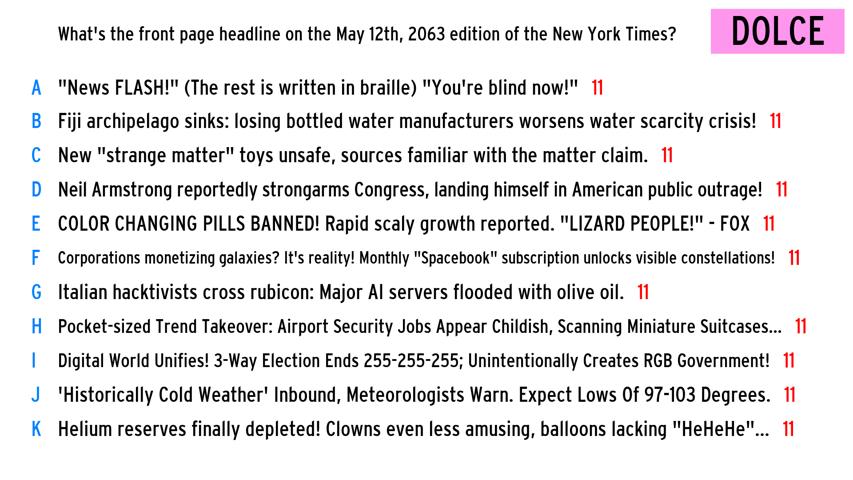 What's the front page headline on the May 12th, 2063 edition of the New York Times?
DOLCE
A "News FLASH!" (The rest is written in braille) "You're blind now!" 11
B Fiji archipelago sinks: losing bottled water manufacturers worsens water scarcity crisis! 11
C New "strange matter" toys unsafe, sources familiar with the matter claim. 11
D Neil Armstrong reportedly strongarms Congress, landing himself in American public outrage! 11
E COLOR CHANGING PILLS BANNED! Rapid scaly growth reported. "LIZARD PEOPLE!" - FOX 11
F Corporations monetizing galaxies? It's reality! Monthly "Spacebook" subscription unlocks visible constellations! 11
G Italian hacktivists cross rubicon: Major AI servers flooded with olive oil. 11
H Pocket-sized Trend Takeover: Airport Security Jobs Appear Childish, Scanning Miniature Suitcases... 11
I Digital World Unifies! 3-Way Election Ends 255-255-255; Unintentionally Creates RGB Government! 11
J 'Historically Cold Weather' Inbound, Meteorologists Warn. Expect Lows Of 97-103 Degrees. 11
K Helium reserves finally depleted! Clowns even less amusing, balloons lacking "HeHeHe"... 11